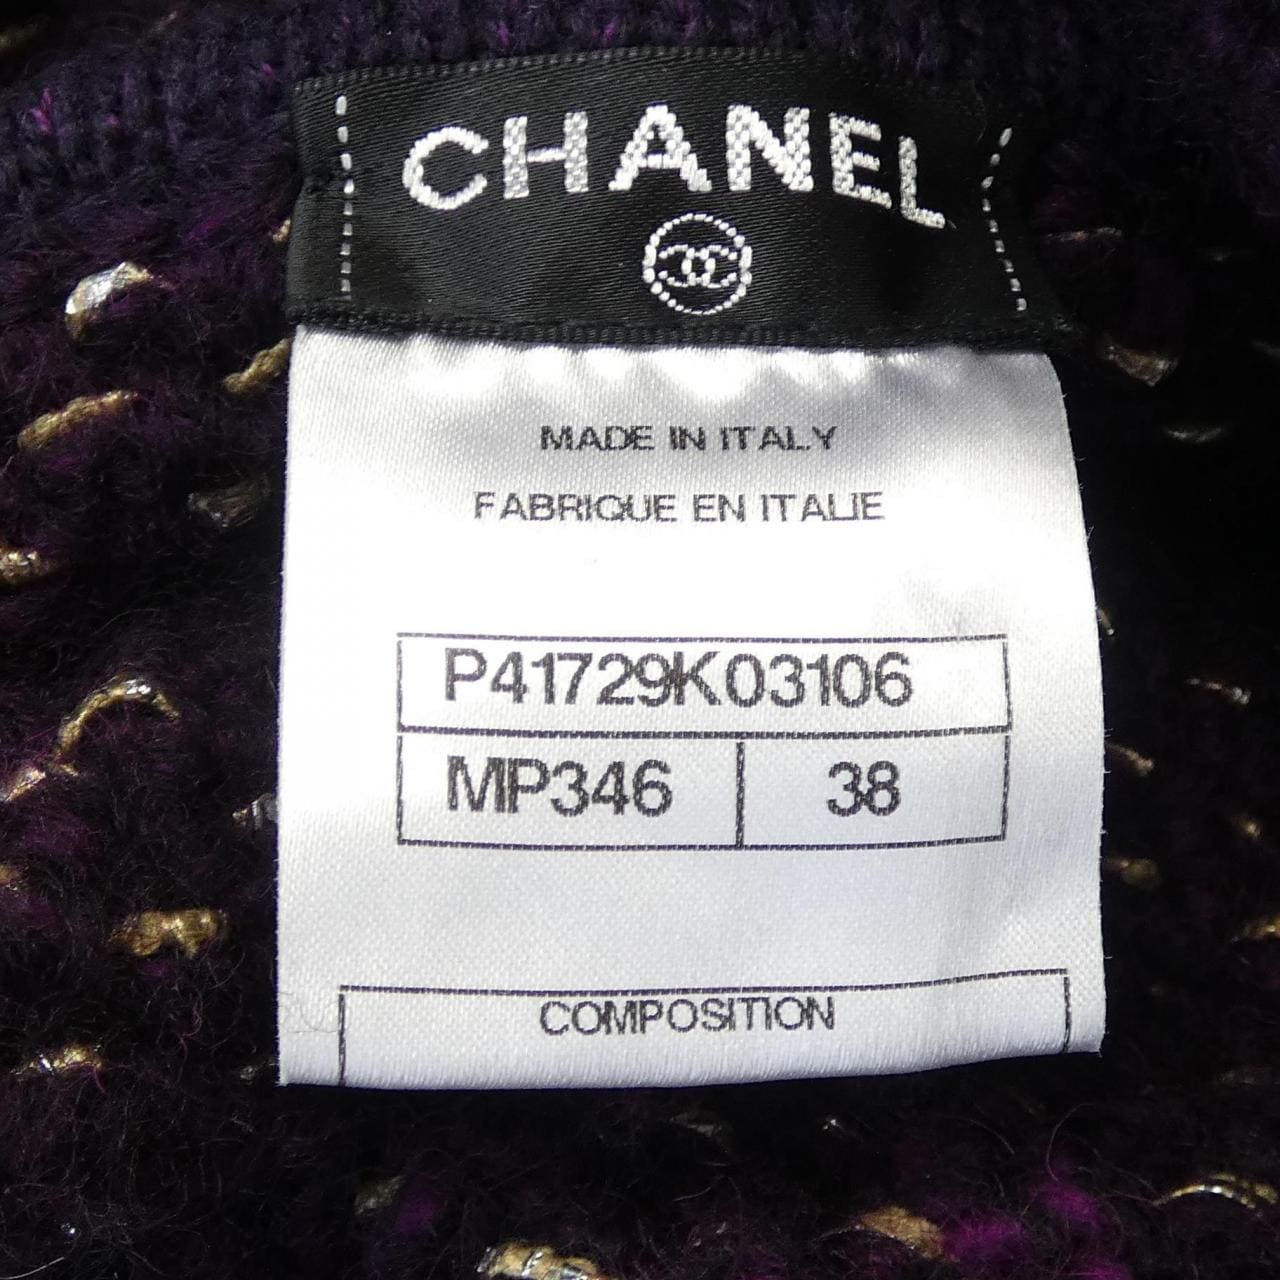 CHANEL
MADE IN ITALY
FABRIQUE EN ITALIE
P41729K03106
MP346 38
COMPOSITION